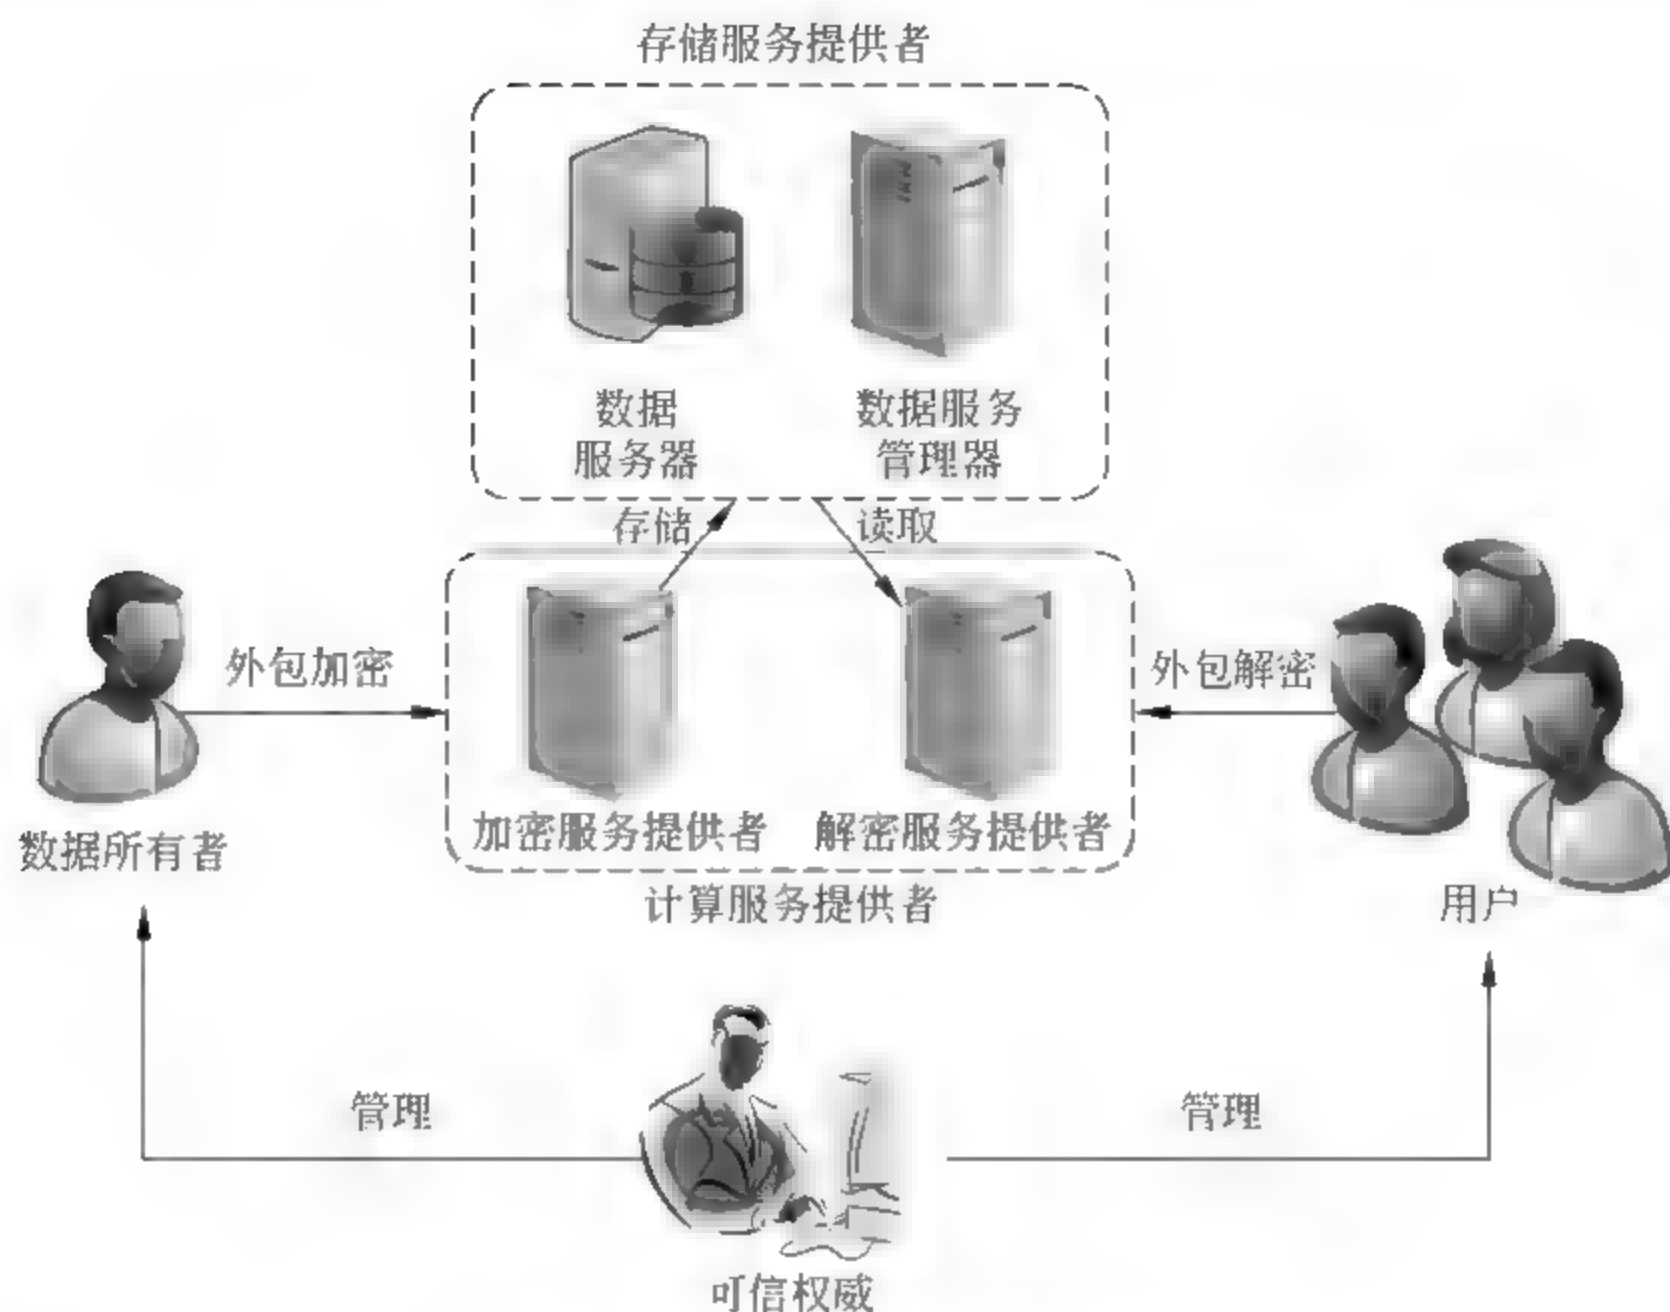 存储服务提供者
数据
服务器
数据服务
管理器
存储
读取
外包加密
外包解密
加密服务提供者
解密服务提供者
数据所有者
计算服务提供者
用户
管理
管理
可信权威